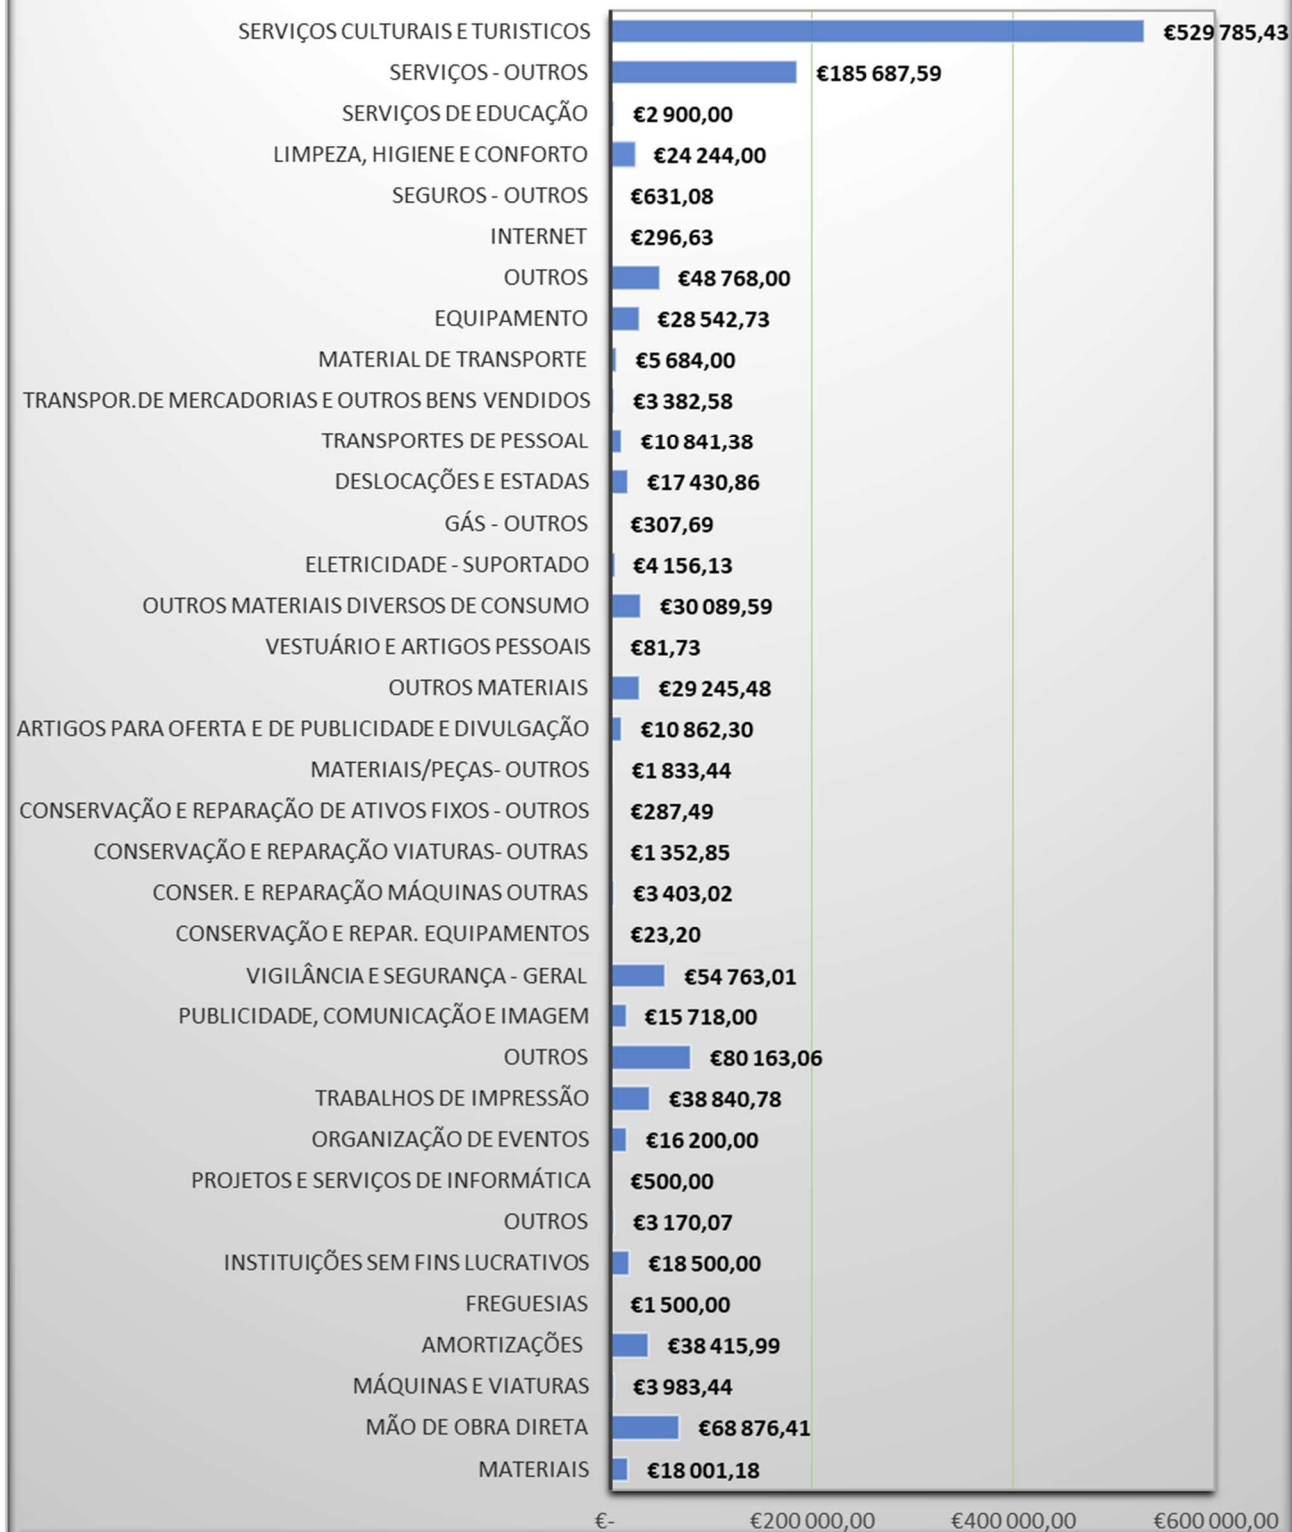 SERVIÇOS CULTURAIS E TURISTICOS €529 785,43
SERVIÇOS - OUTROS €185 687,59
SERVIÇOS DE EDUCAÇÃO €2 900,00
LIMPEZA, HIGIENE E CONFORTO €24 244,00
SEGUROS - OUTROS €631,08
INTERNET €296,63
OUTROS €48 768,00
EQUIPAMENTO €28 542,73
MATERIAL DE TRANSPORTE €5 684,00
TRANSPOR.DE MERCADORIAS E OUTROS BENS VENDIDOS €3 382,58
TRANSPORTES DE PESSOAL €10 841,38
DESLOCAÇÕES E ESTADAS €17 430,86
GÁS - OUTROS €307,69
ELETRICIDADE - SUPORTADO €4 156,13
OUTROS MATERIAIS DIVERSOS DE CONSUMO €30 089,59
VESTUÁRIO E ARTIGOS PESSOAIS €81,73
OUTROS MATERIAIS €29 245,48
ARTIGOS PARA OFERTA E DE PUBLICIDADE E DIVULGAÇÃO €10 862,30
MATERIAIS/PEÇAS- OUTROS €1 833,44
CONSERVAÇÃO E REPARAÇÃO DE ATIVOS FIXOS - OUTROS €287,49
CONSERVAÇÃO E REPARAÇÃO VIATURAS- OUTRAS €1 352,85
CONSER. E REPARAÇÃO MÁQUINAS OUTRAS €3 403,02
CONSERVAÇÃO E REPAR. EQUIPAMENTOS €23,20
VIGILÂNCIA E SEGURANÇA - GERAL €54 763,01
PUBLICIDADE, COMUNICAÇÃO E IMAGEM €15 718,00
OUTROS €80 163,06
TRABALHOS DE IMPRESSÃO €38 840,78
ORGANIZAÇÃO DE EVENTOS €16 200,00
PROJETOS E SERVIÇOS DE INFORMÁTICA €500,00
OUTROS €3 170,07
INSTITUIÇÕES SEM FINS LUCRATIVOS €18 500,00
FREGUESIAS €1 500,00
AMORTIZAÇÕES €38 415,99
MÁQUINAS E VIATURAS €3 983,44
MÃO DE OBRA DIRETA €68 876,41
MATERIAIS €18 001,18
€- €200 000,00 €400 000,00 €600 000,00